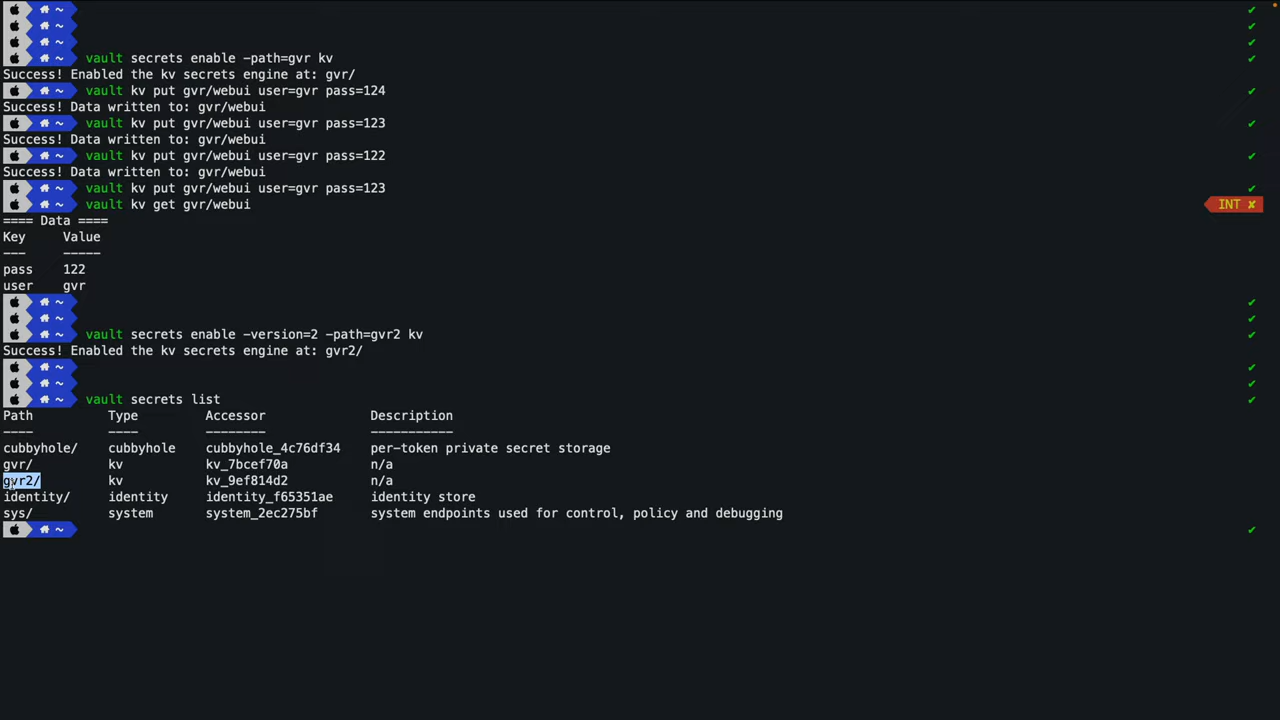 ~
~
~
~ vault secrets enable -path=gvr kv
Success! Enabled the kv secrets engine at: gvr/
~ vault kv put gvr/webui user=gvr pass=124
Success! Data written to: gvr/webui
~ vault kv put gvr/webui user=gvr pass=123
Success! Data written to: gvr/webui
~ vault kv put gvr/webui user=gvr pass=122
Success! Data written to: gvr/webui
~ vault kv put gvr/webui user=gvr pass=123
~ vault kv get gvr/webui INT ✘
==== Data ====
Key Value
--- -----
pass 122
user gvr
~
~
~ vault secrets enable -version=2 -path=gvr2 kv
Success! Enabled the kv secrets engine at: gvr2/
~
~
~ vault secrets list
Path Type Accessor Description
---- ---- -------- -----------
cubbyhole/ cubbyhole cubbyhole_4c76df34 per-token private secret storage
gvr/ kv kv_7bcef70a n/a
gvr2/ kv kv_9ef814d2 n/a
identity/ identity identity_f65351ae identity store
sys/ system system_2ec275bf system endpoints used for control, policy and debugging
~